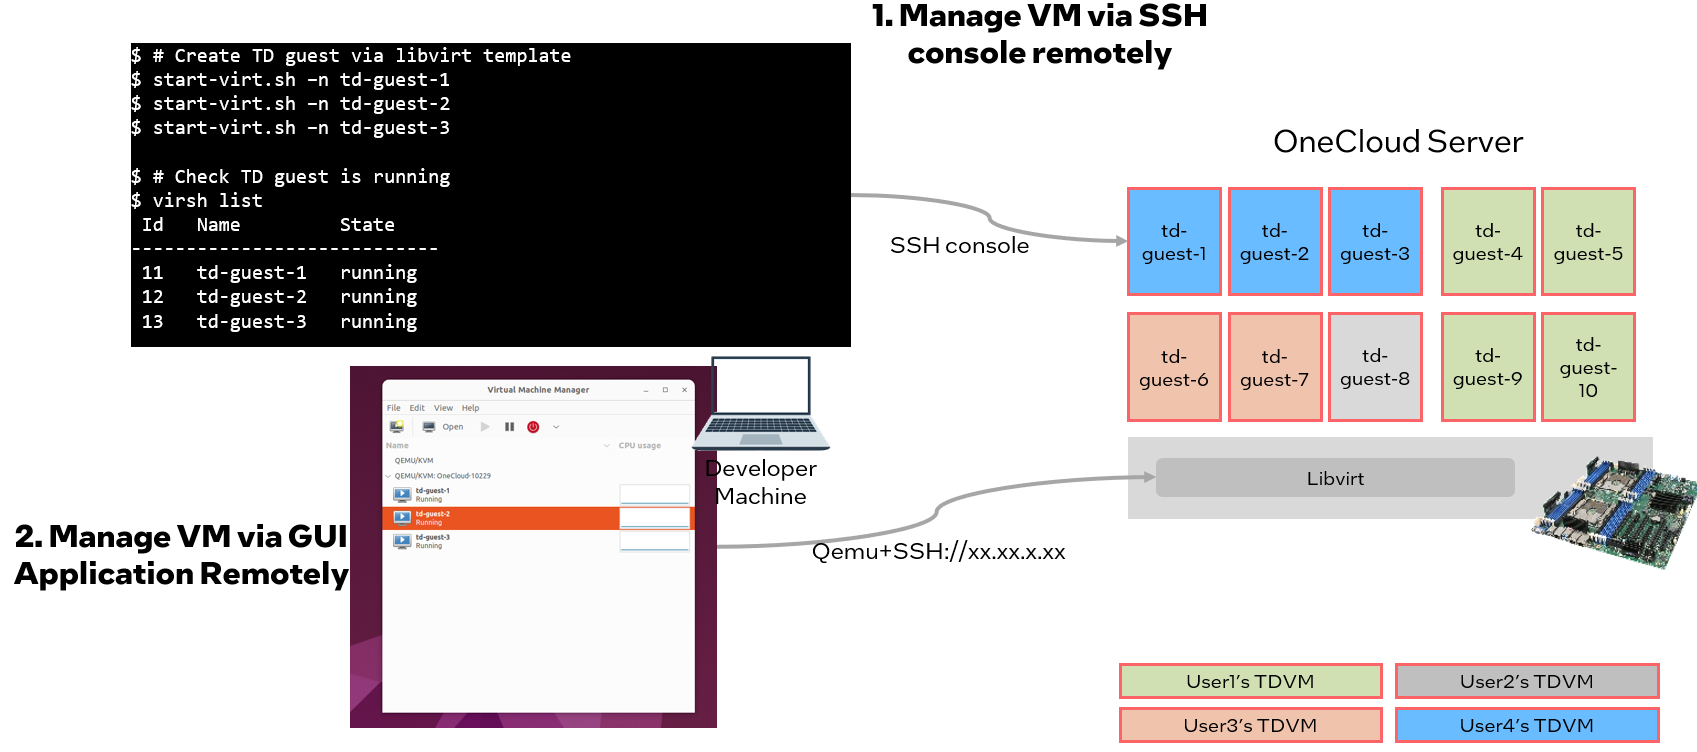 1. Manage VM via SSH
console remotely
$ # Create TD guest via libvirt template
$ start-virt.sh –n td-guest-1
$ start-virt.sh –n td-guest-2
$ start-virt.sh –n td-guest-3
$ # Check TD guest is running
$ virsh list
Id Name State
----------------------------
11 td-guest-1 running
12 td-guest-2 running
13 td-guest-3 running
SSH console
OneCloud Server
td-
guest-1
td-
guest-2
td-
guest-3
td-
guest-4
td-
guest-5
td-
guest-6
td-
guest-7
td-
guest-8
td-
guest-9
td-
guest-
10
Libvirt
2. Manage VM via GUI
Application Remotely
Virtual Machine Manager
File Edit View Help
Open
Name CPU usage
QEMU/KVM
QEMU/KVM: OneCloud-10229
td-guest-1
Running
td-guest-2
Running
td-guest-3
Running
Developer
Machine
Qemu+SSH://xx.xx.x.xx
User1’s TDVM
User2’s TDVM
User3’s TDVM
User4’s TDVM